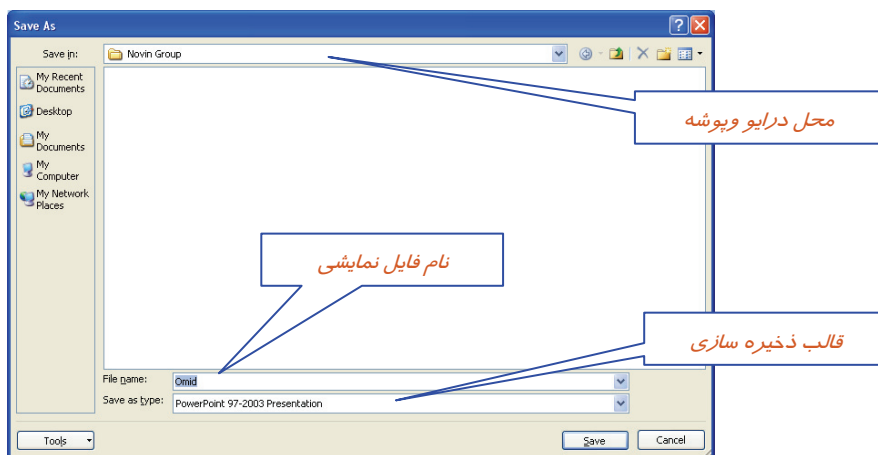 Save As
Save in:
Novin Group
My Recent
Documents
Desktop
My
Documents
My
Computer
My Network
Places
محل درایو وپوشه
نام فایل نمایشی
قالب ذخیره سازی
File name:
Omid
Save as type:
PowerPoint 97-2003 Presentation
Tools
Save
Cancel